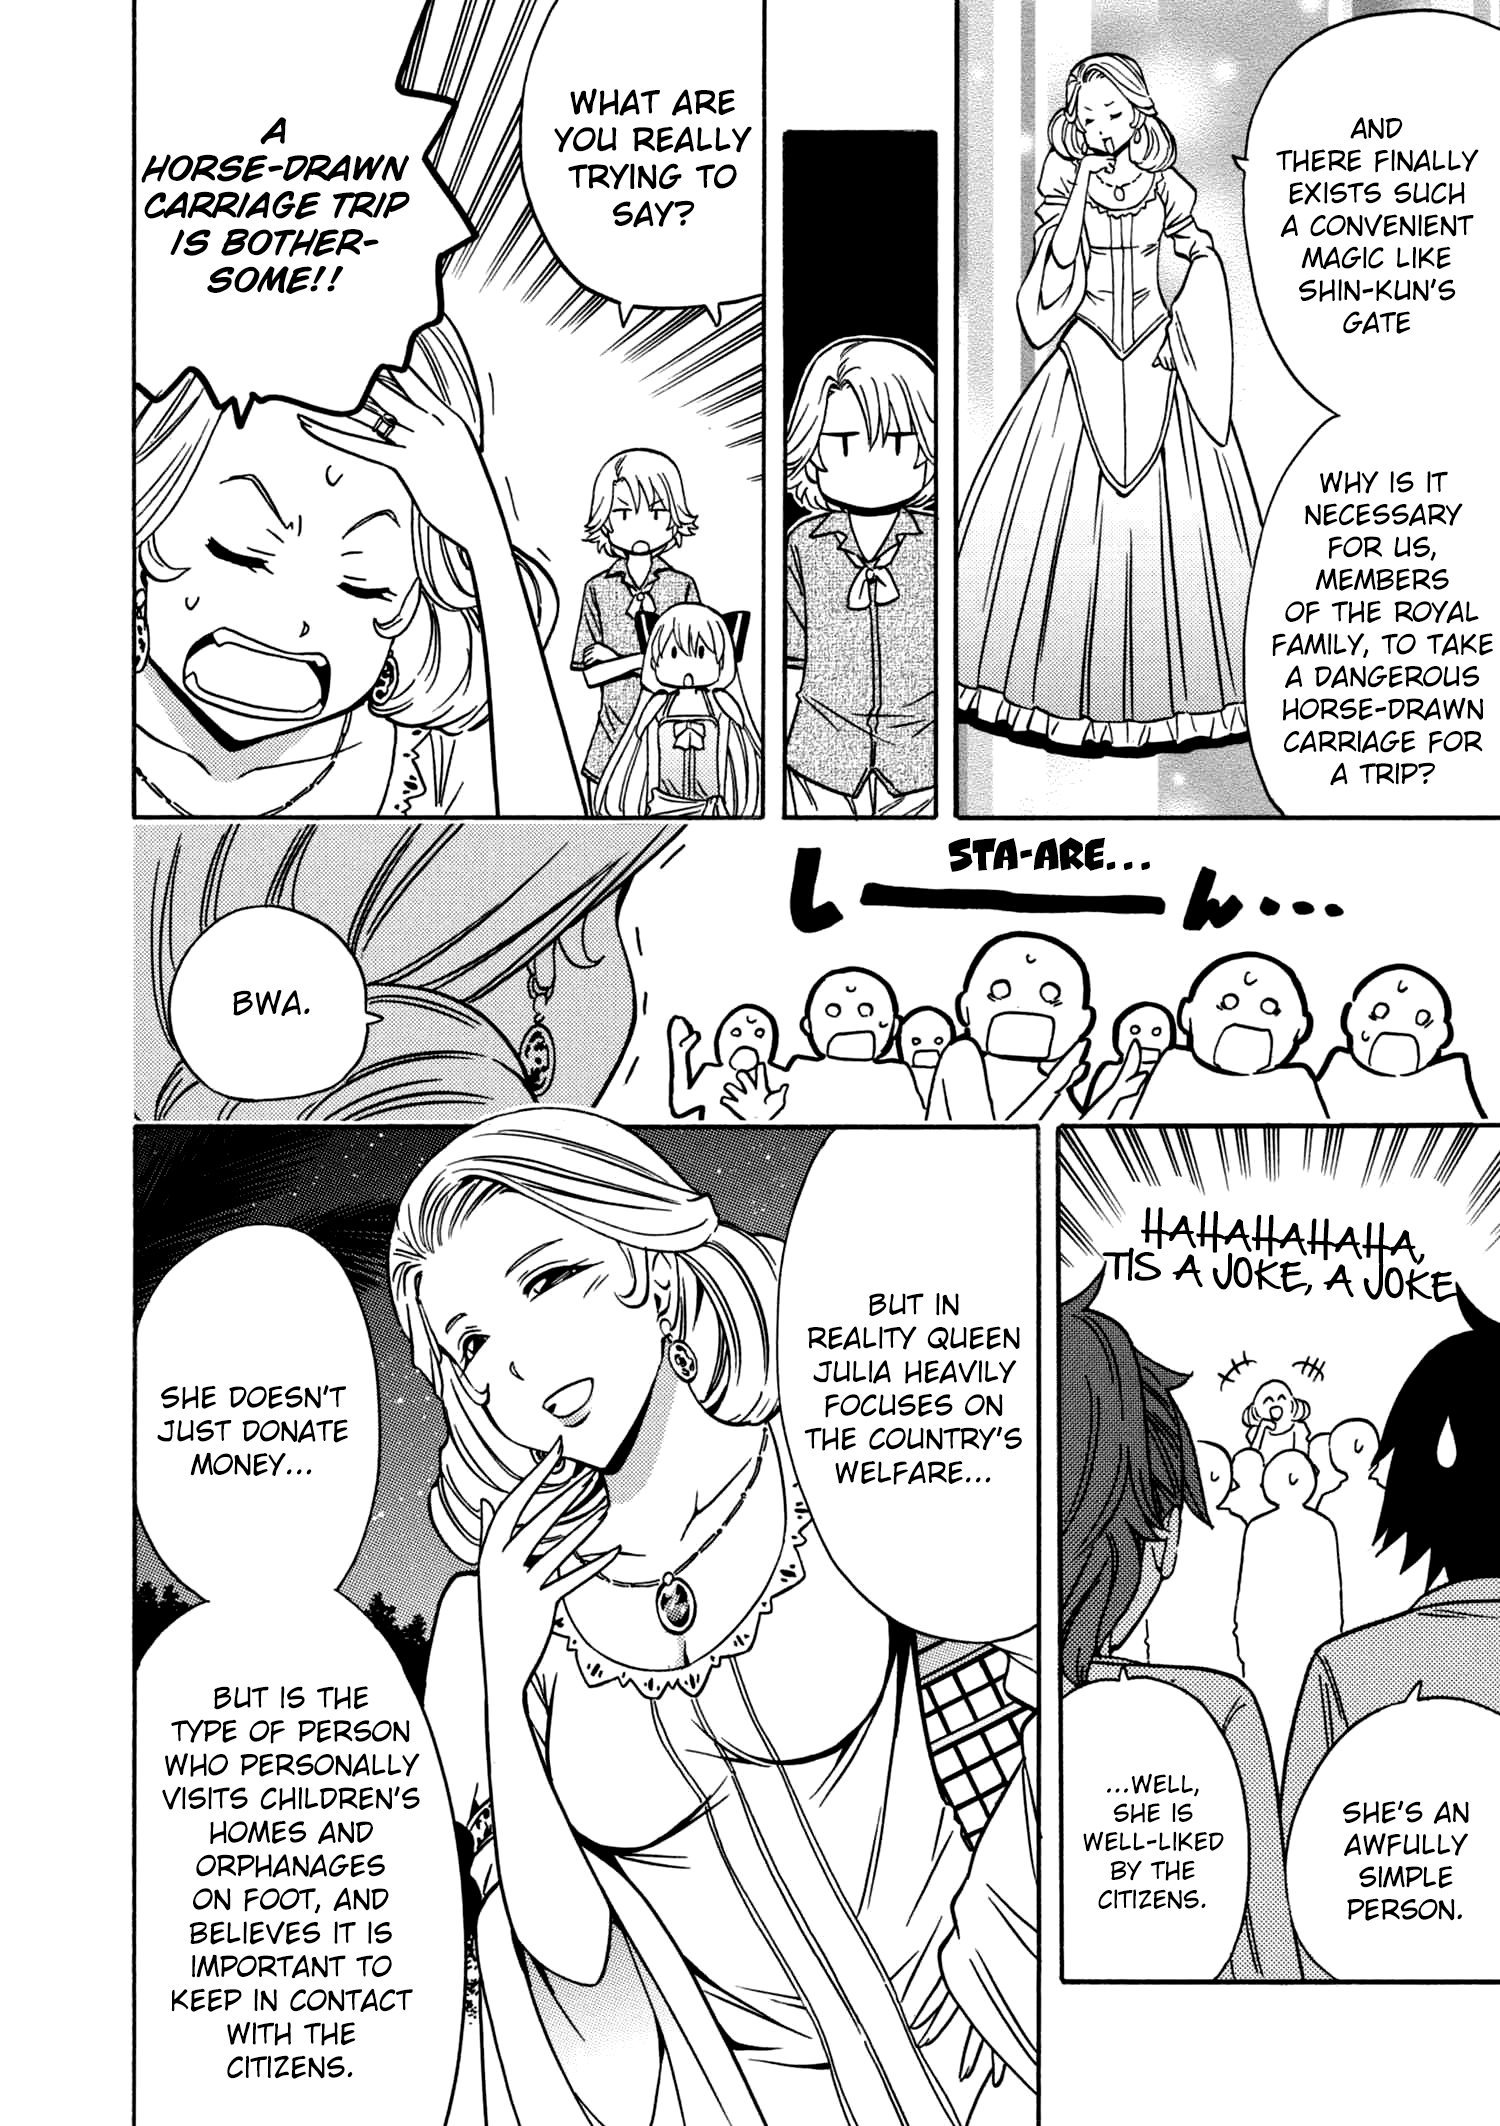 AND
THERE FINALLY
EXISTS SUCH
A CONVENIENT
MAGIC LIKE
SHIN-KUN'S
GATE
WHY IS IT
NECESSARY
FOR US,
MEMBERS
OF THE ROYAL
FAMILY, TO TAKE
A DANGEROUS
HORSE-DRAWN
CARRIAGE FOR
A TRIP?
WHAT ARE
YOU REALLY
TRYING TO
SAY?
A
HORSE-DRAWN
CARRIAGE TRIP
IS BOTHER-
SOME!!
STA-ARE...
しーーん...
BWA.
HAHAHAHAHA,
TIS A JOKE, A JOKE
SHE'S AN
AWFULLY
SIMPLE
PERSON.
...WELL,
SHE IS
WELL-LIKED
BY THE
CITIZENS.
BUT IN
REALITY QUEEN
JULIA HEAVILY
FOCUSES ON
THE COUNTRY'S
WELFARE...
SHE DOESN'T
JUST DONATE
MONEY...
BUT IS THE
TYPE OF PERSON
WHO PERSONALLY
VISITS CHILDREN'S
HOMES AND
ORPHANAGES
ON FOOT, AND
BELIEVES IT IS
IMPORTANT TO
KEEP IN CONTACT
WITH THE
CITIZENS.